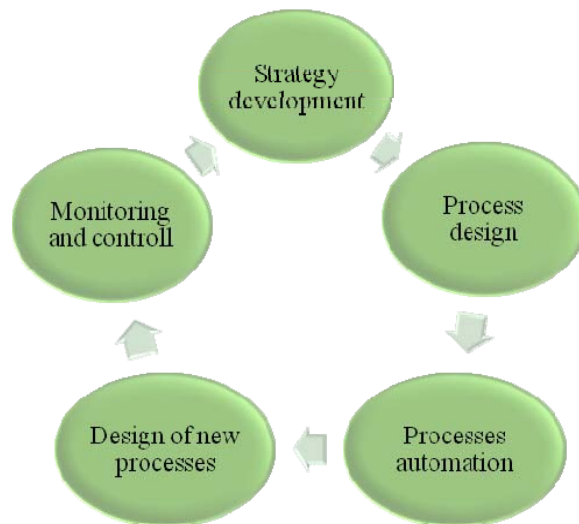 Strategy
development
Process
design
Processes
automation
Design of new
processes
Monitoring
and controll